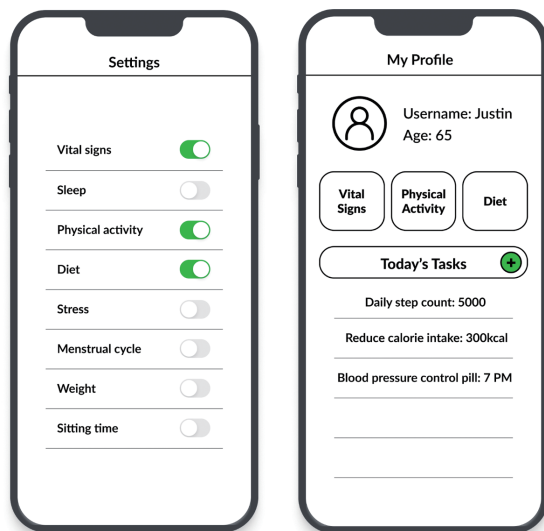 Settings
Vital signs
Sleep
Physical activity
Diet
Stress
Menstrual cycle
Weight
Sitting time
My Profile
Username: Justin
Age: 65
Vital
Signs
Physical
Activity
Diet
Today's Tasks
Daily step count: 5000
Reduce calorie intake: 300kcal
Blood pressure control pill: 7 PM